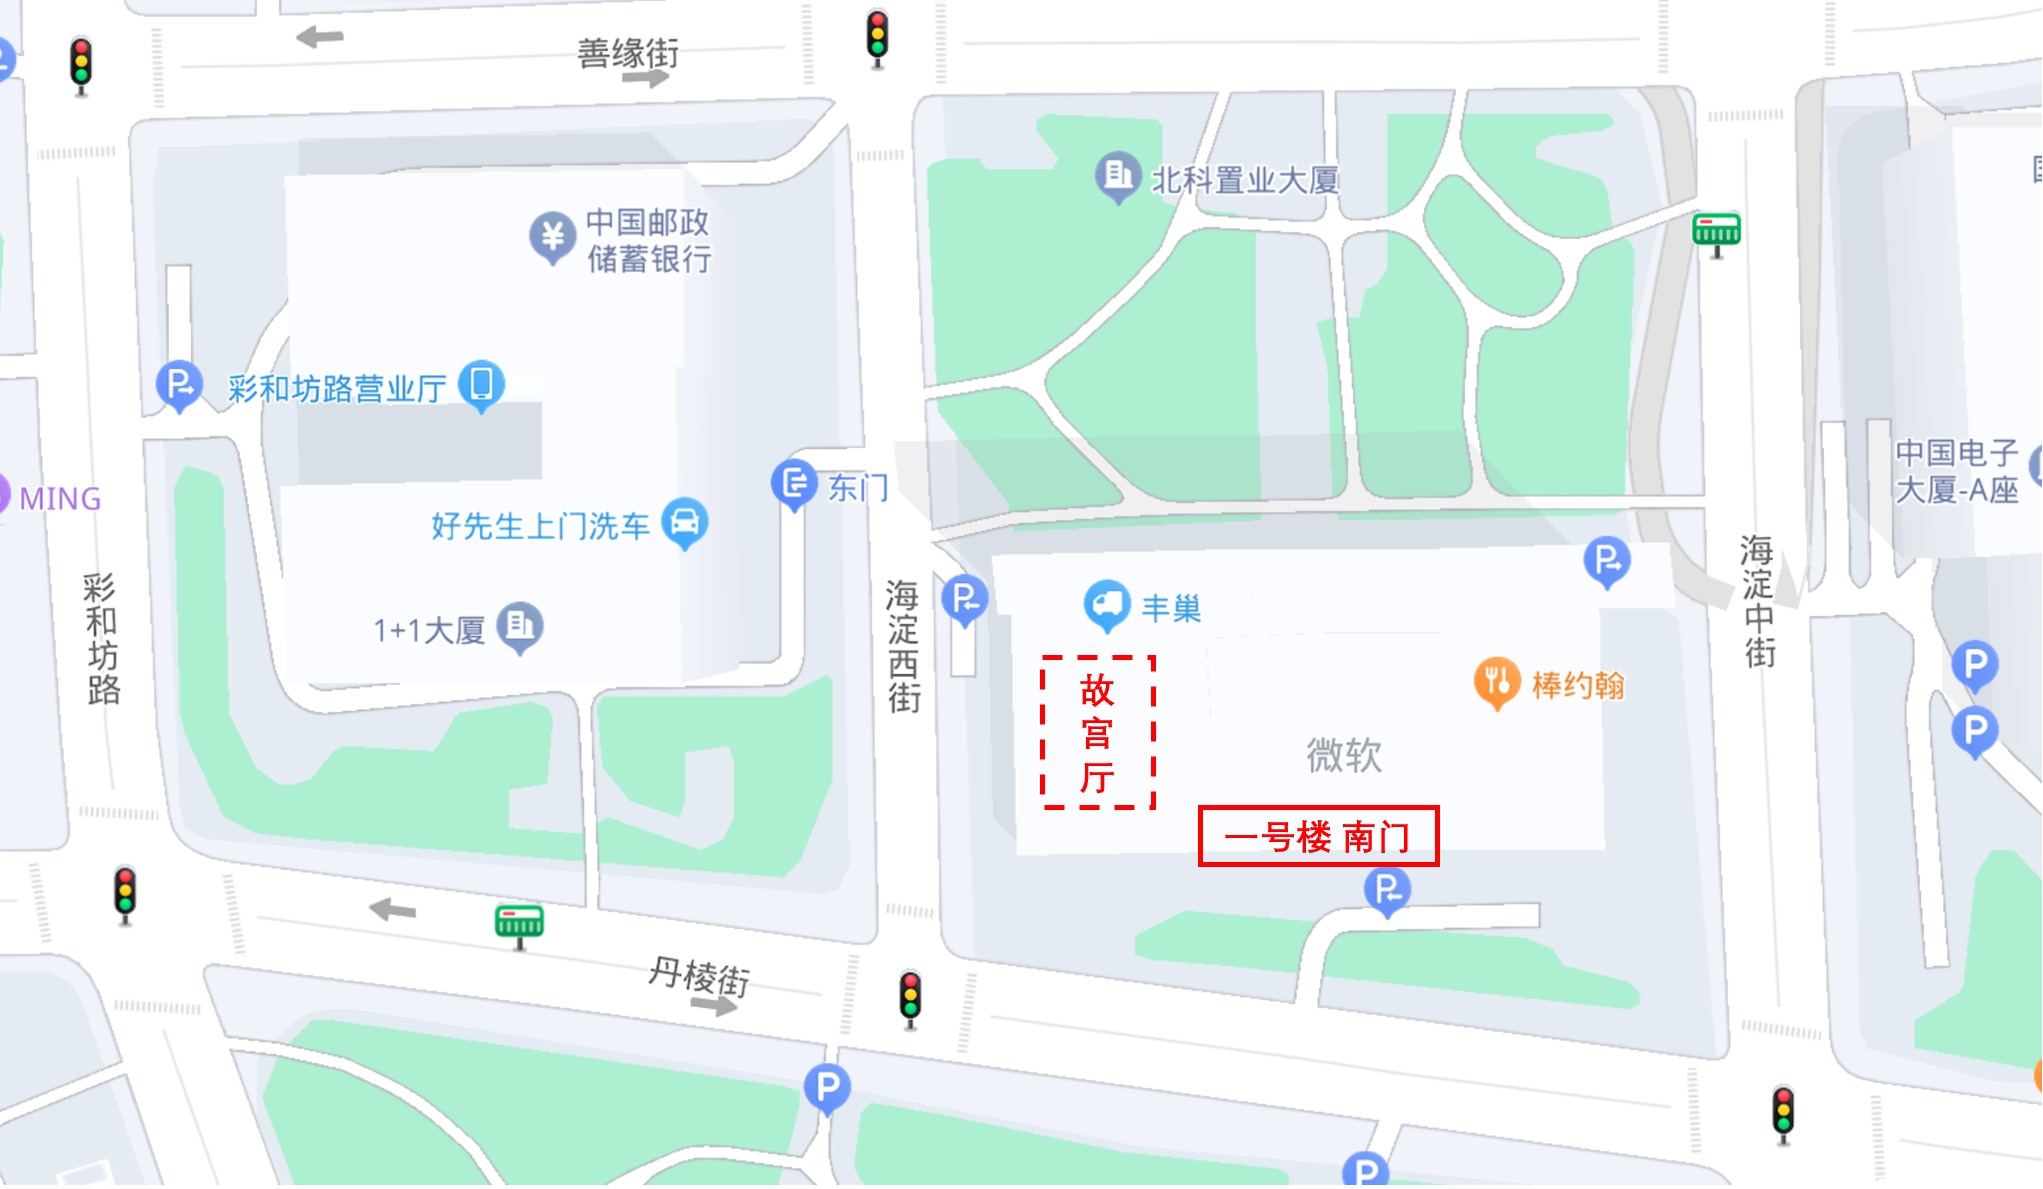 善缘街
北科置业大厦
中国邮政
储蓄银行
彩和坊路营业厅
中国电子
大厦-A座
MING
东门
好先生上门洗车
海淀中街
彩和坊路
海淀西街
丰巢
1+1大厦
故宫厅
棒约翰
微软
一号楼 南门
丹棱街
P
P
P
P
P
P
P
P